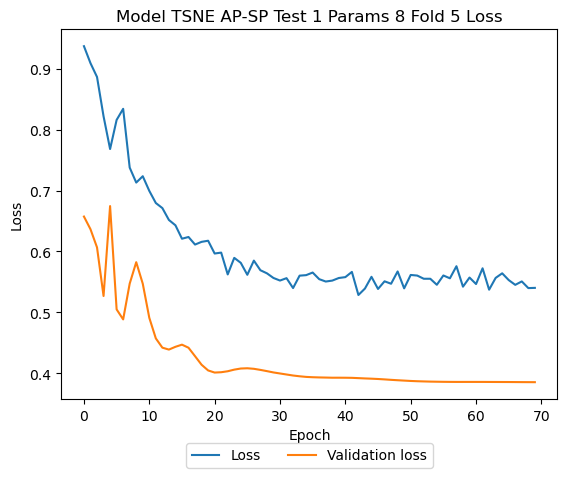 Model TSNE AP-SP Test 1 Params 8 Fold 5 Loss
0.9
0.8
0.7
0.6
0.5
0.4
Loss
0 10 20 30 40 50 60 70
Epoch
Loss Validation loss